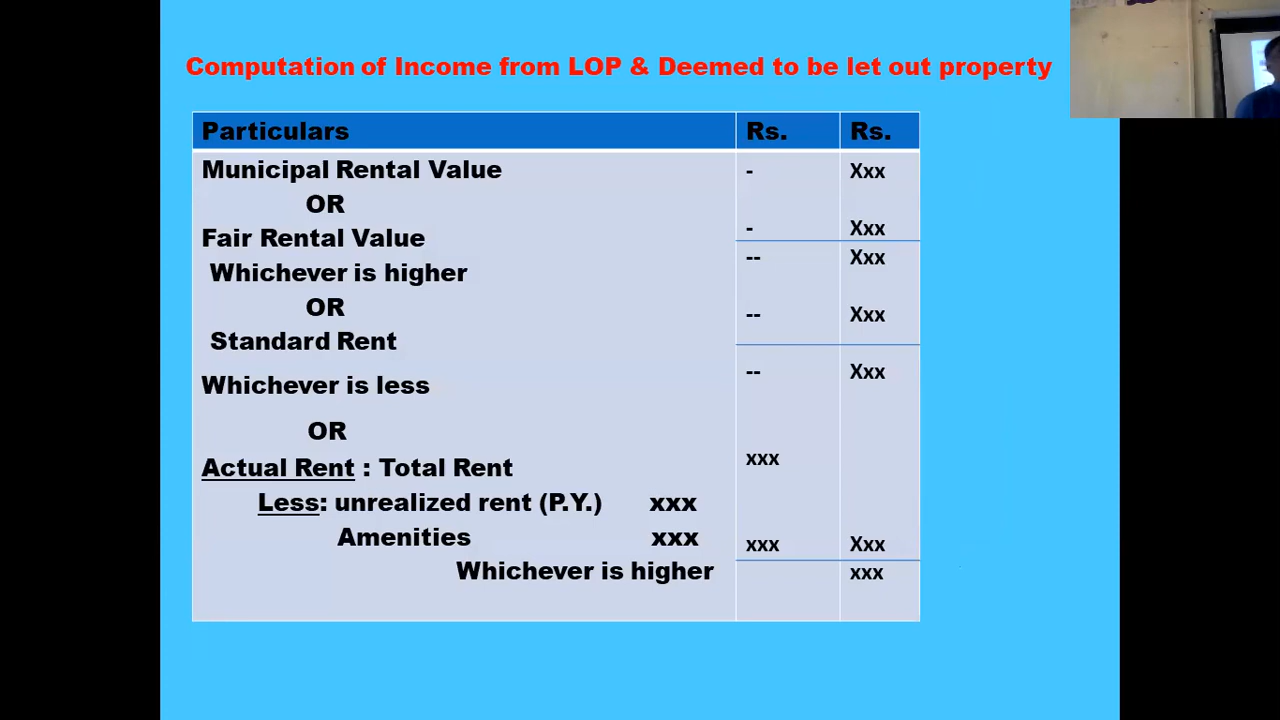 Computation of Income from LOP & Deemed to be let out property
Particulars Rs. Rs.
Municipal Rental Value - Xxx
OR
Fair Rental Value - Xxx
Whichever is higher -- Xxx
OR
Standard Rent -- Xxx
Whichever is less -- Xxx
OR
Actual Rent : Total Rent xxx
Less: unrealized rent (P.Y.) xxx
Amenities xxx xxx Xxx
Whichever is higher xxx